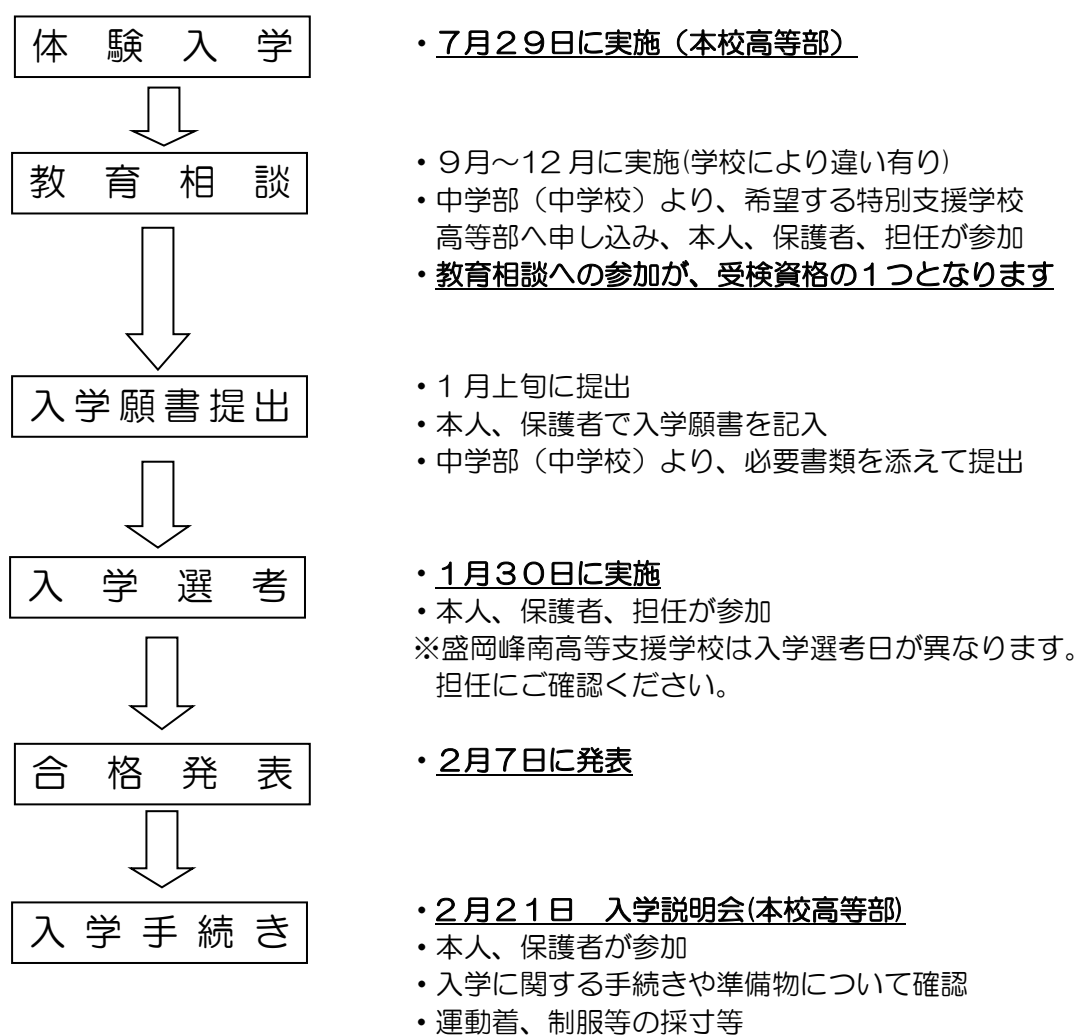 体験入学
・７月２９日に実施（本校高等部）
教育相談
・９月～12月に実施(学校により違い有り)
・中学部（中学校）より、希望する特別支援学校
高等部へ申し込み、本人、保護者、担任が参加
・教育相談への参加が、受検資格の１つとなります
入学願書提出
・１月上旬に提出
・本人、保護者で入学願書を記入
・中学部（中学校）より、必要書類を添えて提出
入学選考
・１月３０日に実施
・本人、保護者、担任が参加
※盛岡峰南高等支援学校は入学選考日が異なります。
担任にご確認ください。
合格発表
・２月７日に発表
入学手続き
・２月２１日　入学説明会(本校高等部)
・本人、保護者が参加
・入学に関する手続きや準備物について確認
・運動着、制服等の採寸等